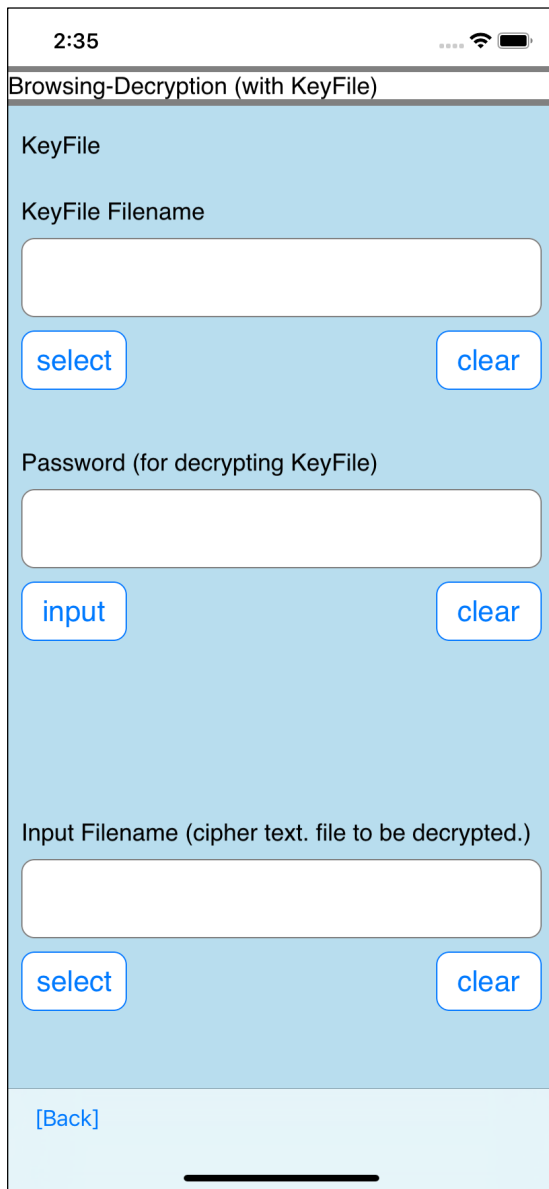 2:35
Browsing-Decryption (with KeyFile)
KeyFile
KeyFile Filename
select clear
Password (for decrypting KeyFile)
input clear
Input Filename (cipher text. file to be decrypted.)
select clear
[Back]